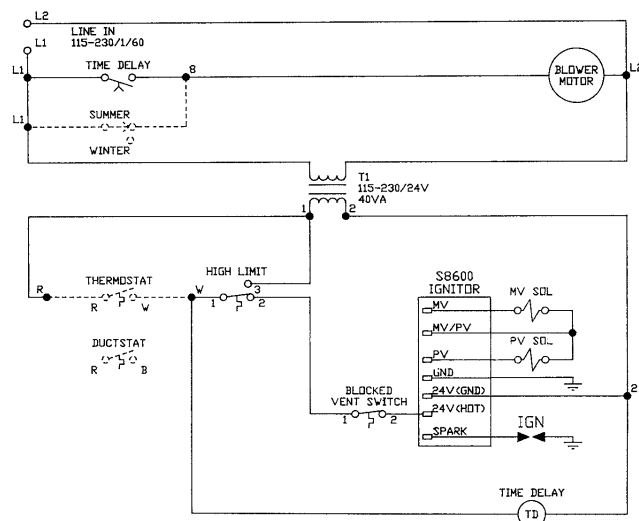 L2
LINE IN
115-230/1/60
L1
L1
TIME DELAY
8
BLOWER
MOTOR
L2
L1
SUMMER
WINTER
T1
115-230/24V
40VA
1
2
R
THERMOSTAT
R
W
W
HIGH LIMIT
3
1
2
DUCTSTAT
R
B
S8600
IGNITOR
MV
MV SOL
MV/PV
PV
PV SOL
GND
24V(GND)
2
24V(HOT)
BLOCKED
VENT SWITCH
1
2
SPARK
IGN
TIME DELAY
TD